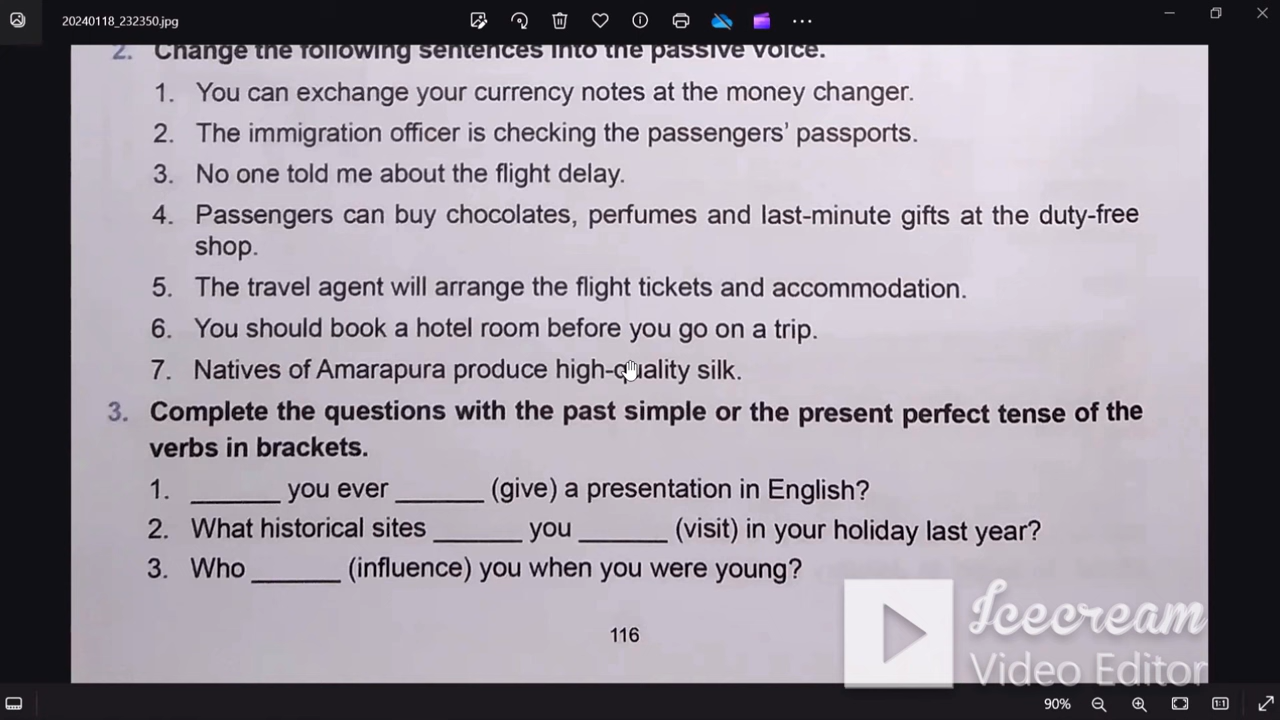 20240118_232350.jpg
2. Change the following sentences into the passive voice.
1. You can exchange your currency notes at the money changer.
2. The immigration officer is checking the passengers' passports.
3. No one told me about the flight delay.
4. Passengers can buy chocolates, perfumes and last-minute gifts at the duty-free
shop.
5. The travel agent will arrange the flight tickets and accommodation.
6. You should book a hotel room before you go on a trip.
7. Natives of Amarapura produce high-quality silk.
3. Complete the questions with the past simple or the present perfect tense of the
verbs in brackets.
1. ______ you ever ______ (give) a presentation in English?
2. What historical sites ______ you ______ (visit) in your holiday last year?
3. Who ______ (influence) you when you were young?
116
Icecream
Video Editor
90%
1:1